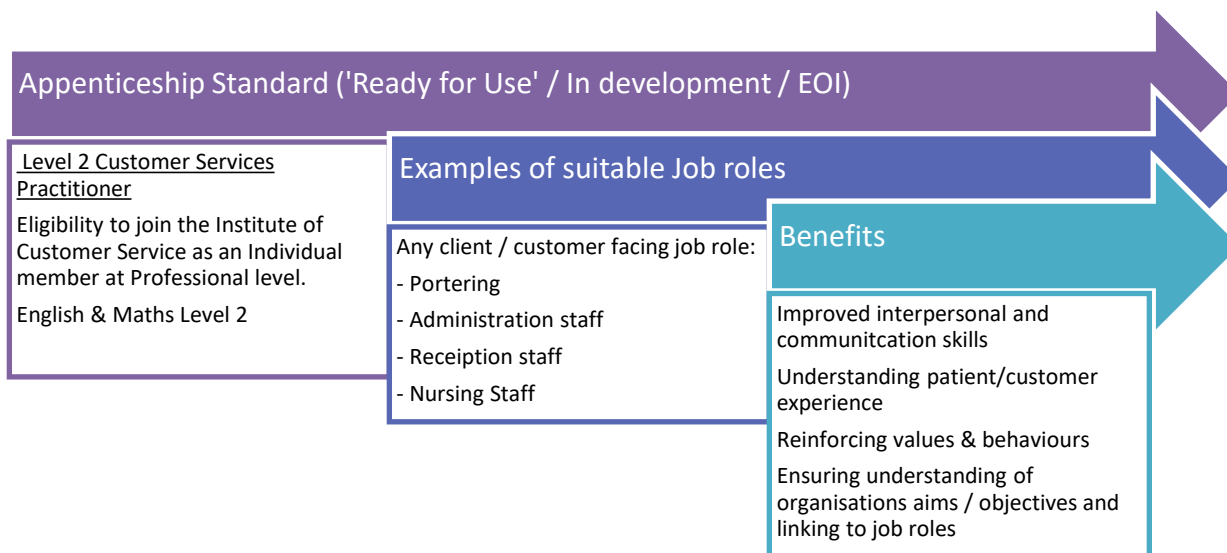 Appenticeship Standard ('Ready for Use' / In development / EOI)
Level 2 Customer Services
Practitioner
Eligibility to join the Institute of
Customer Service as an Individual
member at Professional level.
English & Maths Level 2
Examples of suitable Job roles
Any client / customer facing job role:
- Portering
- Administration staff
- Receiption staff
- Nursing Staff
Benefits
Improved interpersonal and
communitcation skills
Understanding patient/customer
experience
Reinforcing values & behaviours
Ensuring understanding of
organisations aims / objectives and
linking to job roles